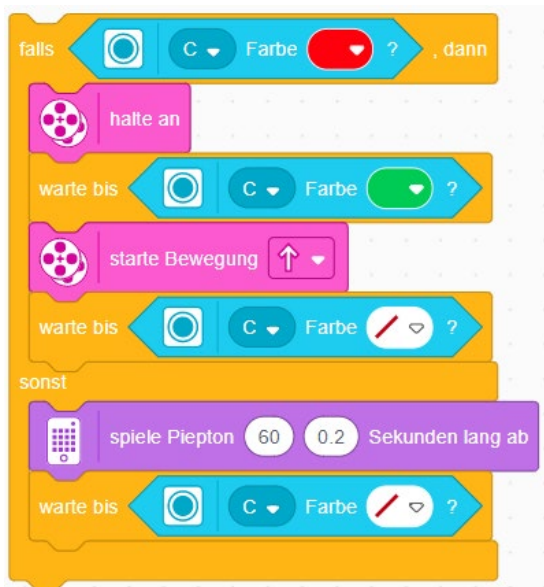 falls C Farbe ? , dann
halte an
warte bis C Farbe ?
starte Bewegung
warte bis C Farbe ?
sonst
spiele Piepton 60 0.2 Sekunden lang ab
warte bis C Farbe ?